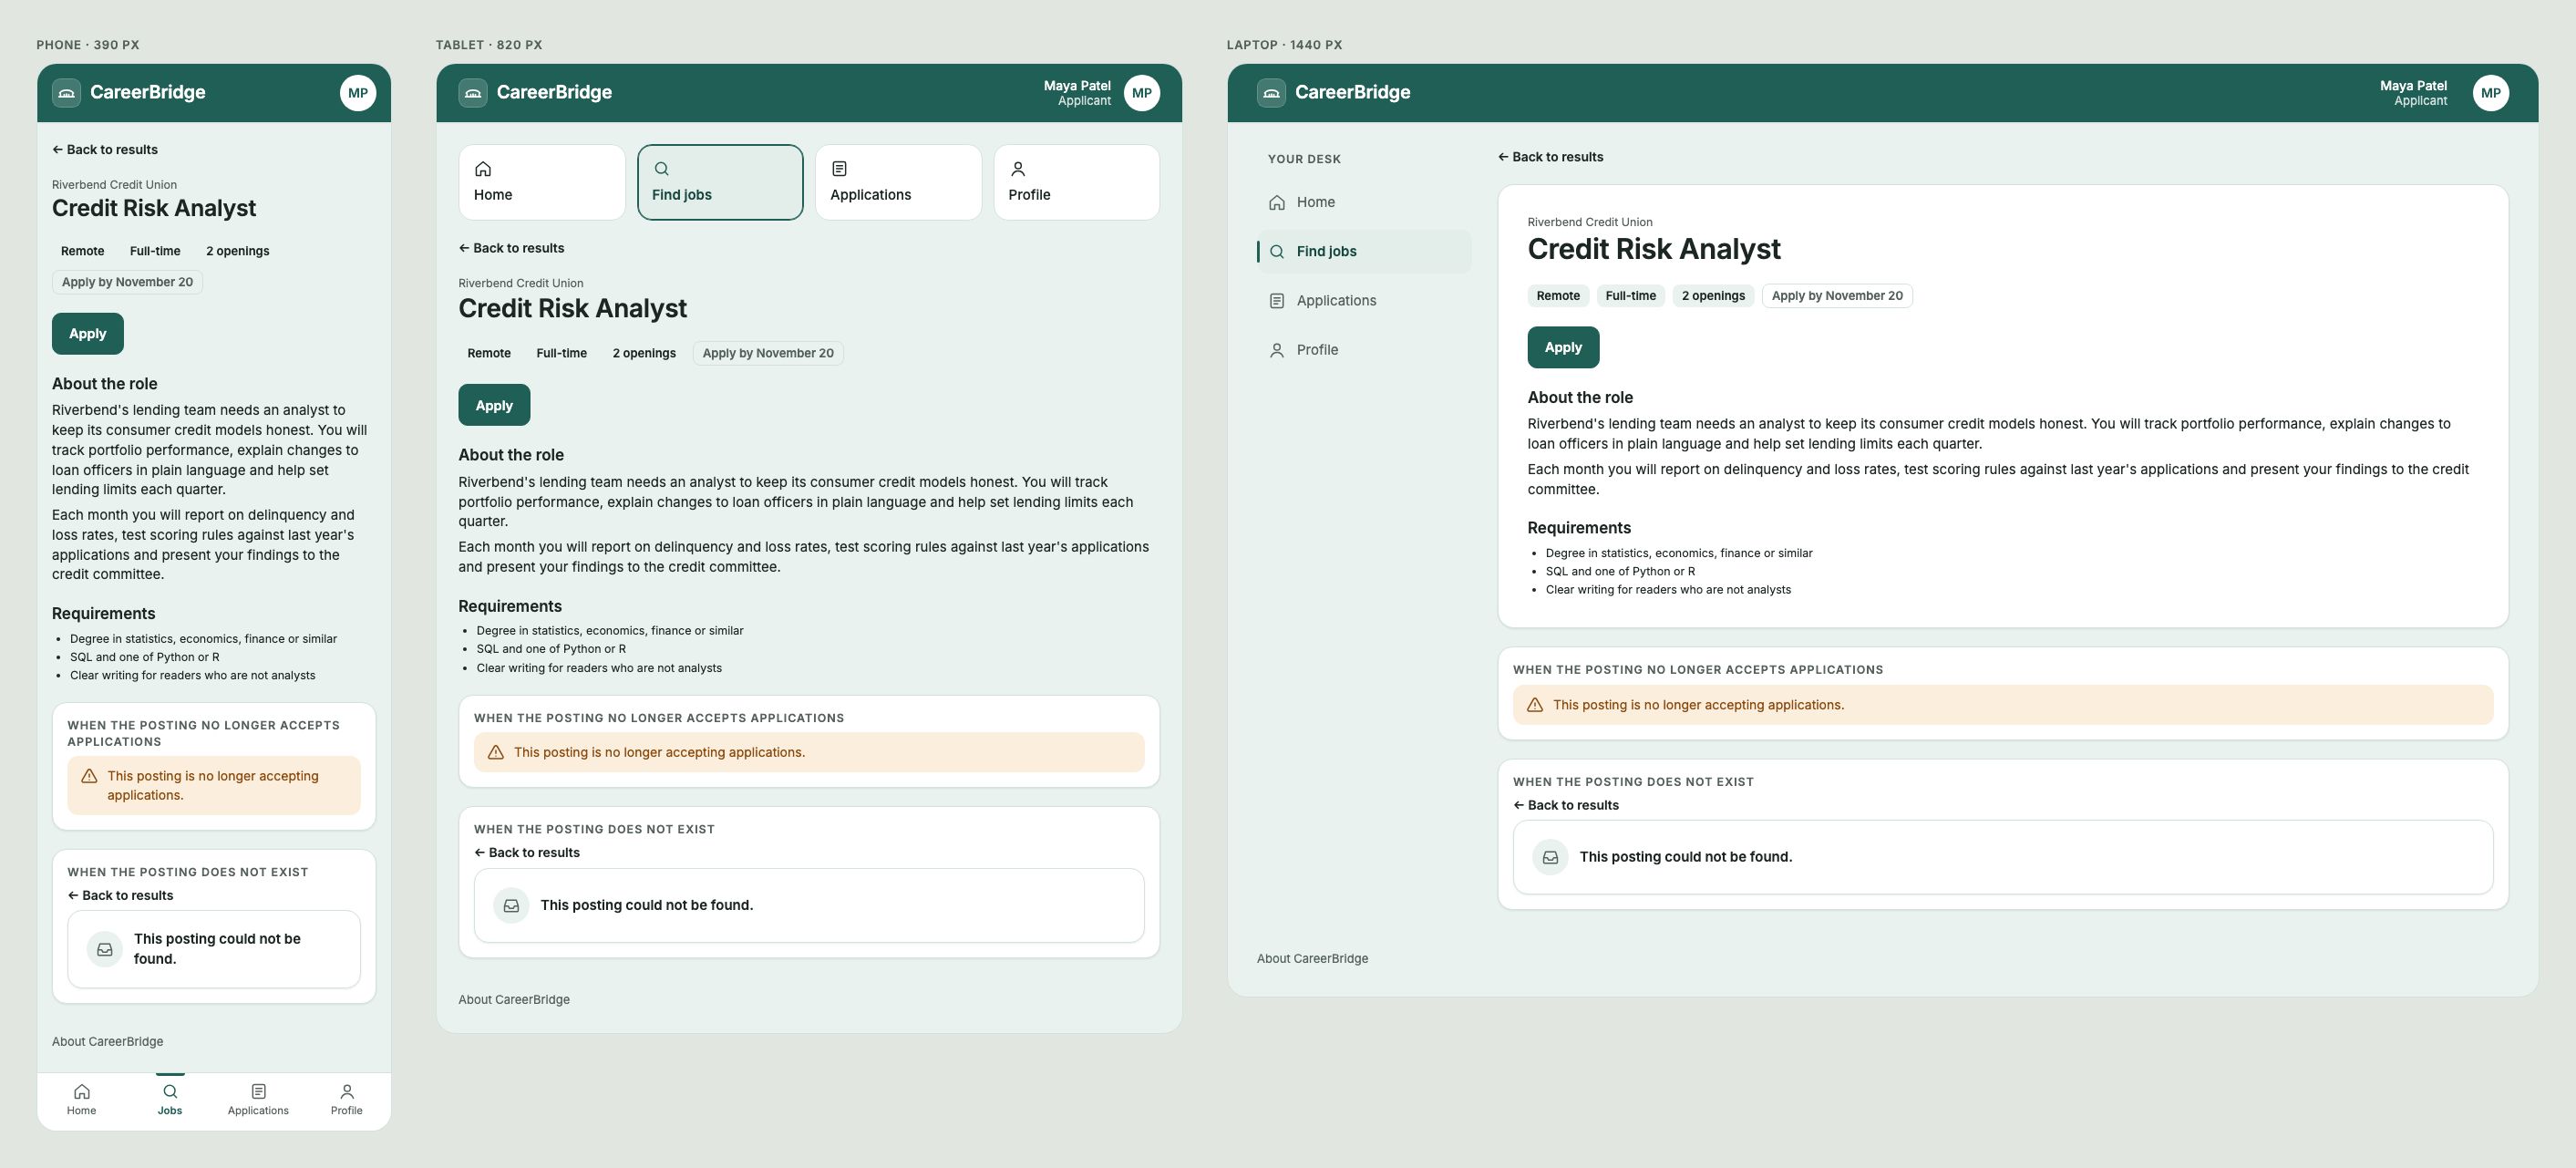 PHONE · 390 PX
CareerBridge
MP
← Back to results
Riverbend Credit Union
Credit Risk Analyst
Remote
Full-time
2 openings
Apply by November 20
Apply
About the role
Riverbend's lending team needs an analyst to
keep its consumer credit models honest. You will
track portfolio performance, explain changes to
loan officers in plain language and help set
lending limits each quarter.
Each month you will report on delinquency and
loss rates, test scoring rules against last year's
applications and present your findings to the
credit committee.
Requirements
• Degree in statistics, economics, finance or similar
• SQL and one of Python or R
• Clear writing for readers who are not analysts
WHEN THE POSTING NO LONGER ACCEPTS
APPLICATIONS
This posting is no longer accepting
applications.
WHEN THE POSTING DOES NOT EXIST
← Back to results
This posting could not be
found.
About CareerBridge
Home
Jobs
Applications
Profile
TABLET · 820 PX
CareerBridge
Maya Patel
Applicant
MP
Home
Find jobs
Applications
Profile
← Back to results
Riverbend Credit Union
Credit Risk Analyst
Remote
Full-time
2 openings
Apply by November 20
Apply
About the role
Riverbend's lending team needs an analyst to keep its consumer credit models honest. You will track
portfolio performance, explain changes to loan officers in plain language and help set lending limits each
quarter.
Each month you will report on delinquency and loss rates, test scoring rules against last year's applications
and present your findings to the credit committee.
Requirements
• Degree in statistics, economics, finance or similar
• SQL and one of Python or R
• Clear writing for readers who are not analysts
WHEN THE POSTING NO LONGER ACCEPTS APPLICATIONS
This posting is no longer accepting applications.
WHEN THE POSTING DOES NOT EXIST
← Back to results
This posting could not be found.
About CareerBridge
LAPTOP · 1440 PX
CareerBridge
Maya Patel
Applicant
MP
YOUR DESK
Home
Find jobs
Applications
Profile
← Back to results
Riverbend Credit Union
Credit Risk Analyst
Remote
Full-time
2 openings
Apply by November 20
Apply
About the role
Riverbend's lending team needs an analyst to keep its consumer credit models honest. You will track portfolio performance, explain changes to
loan officers in plain language and help set lending limits each quarter.
Each month you will report on delinquency and loss rates, test scoring rules against last year's applications and present your findings to the credit
committee.
Requirements
• Degree in statistics, economics, finance or similar
• SQL and one of Python or R
• Clear writing for readers who are not analysts
WHEN THE POSTING NO LONGER ACCEPTS APPLICATIONS
This posting is no longer accepting applications.
WHEN THE POSTING DOES NOT EXIST
← Back to results
This posting could not be found.
About CareerBridge